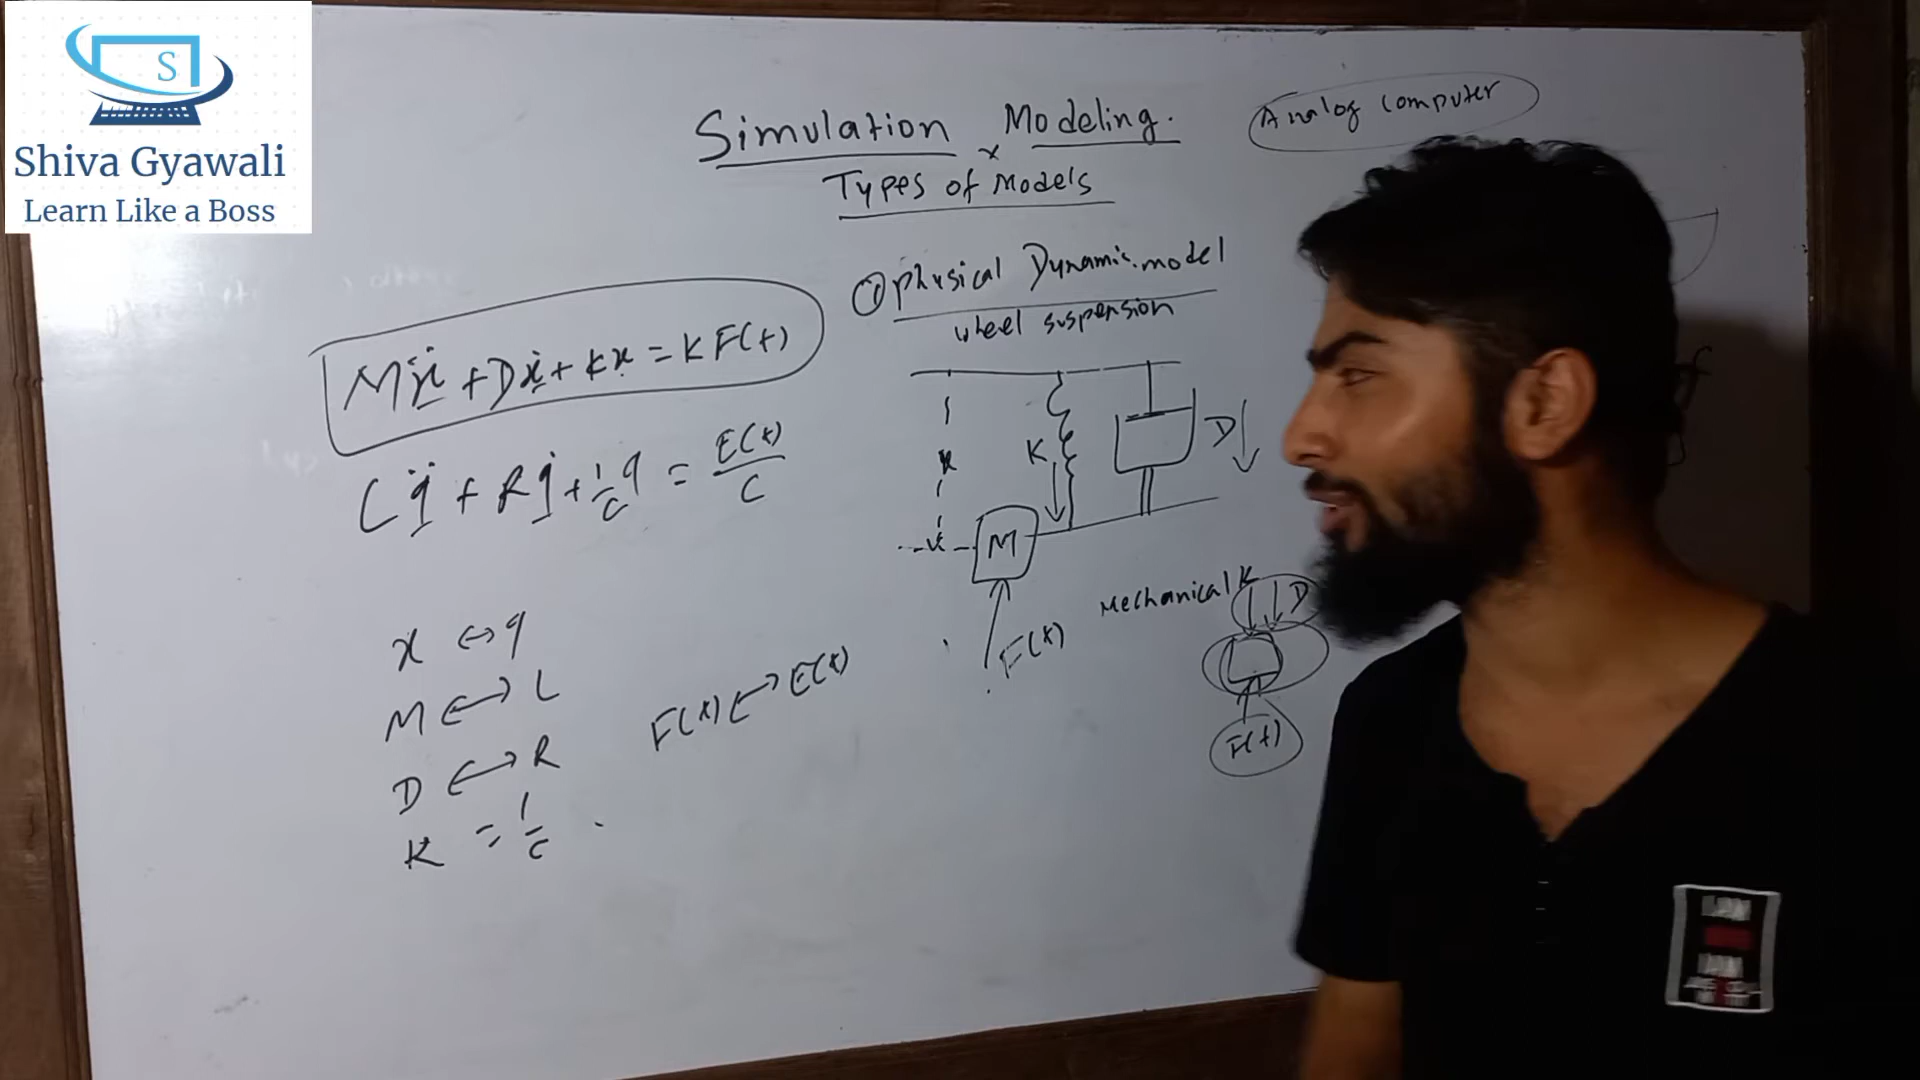 S
Shiva Gyawali
Learn Like a Boss
Simulation Modeling.
Types of Models
Analog computer
① Physical Dynamic model
wheel suspension
Mẍ + Dẋ + Kx = K F(t)
Lq̈ + Rq̇ + 1/C q = E(t)/C
x ↔ q
M ↔ L
D ↔ R
K = 1/C
F(t) ↔ E(t)
x
K
D
M
F(t)
Mechanical
K
D
F(t)